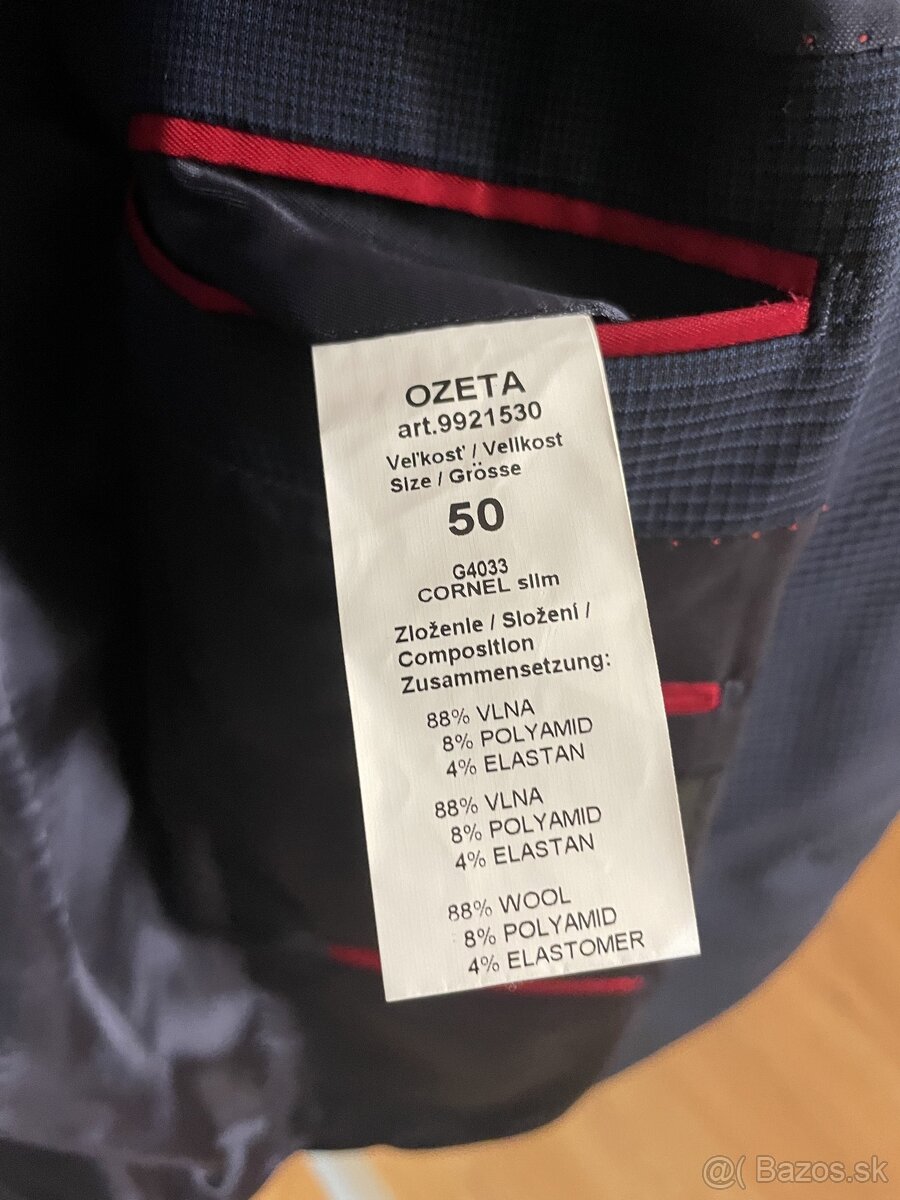 OZETA
art.9921530
Veľkosť / Velikost
Size / Grösse
50
G4033
CORNEL slim
Zloženie / Složení /
Composition
Zusammensetzung:
88% VLNA
8% POLYAMID
4% ELASTAN
88% VLNA
8% POLYAMID
4% ELASTAN
88% WOOL
8% POLYAMID
4% ELASTOMER
@( Bazos.sk